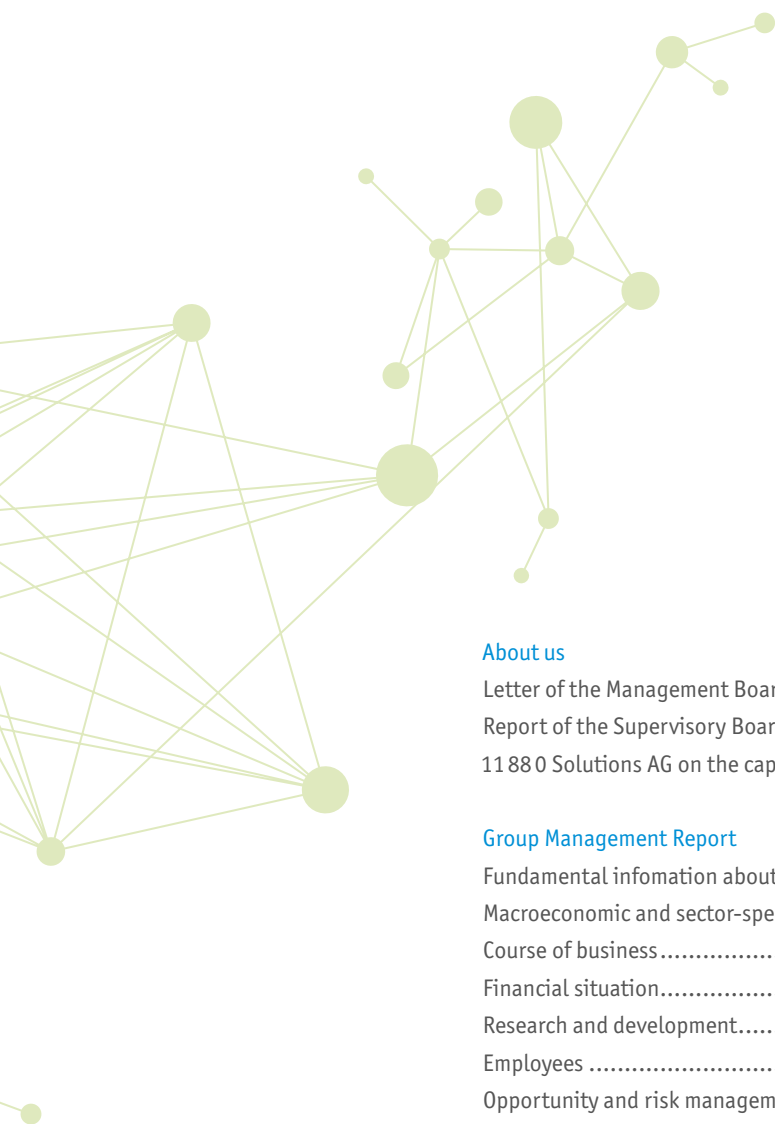 About us
Letter of the Management Boar
Report of the Supervisory Boar
11 88 0 Solutions AG on the cap
Group Management Report
Fundamental infomation about
Macroeconomic and sector-spe
Course of business................
Financial situation................
Research and development.....
Employees ..........................
Opportunity and risk managem